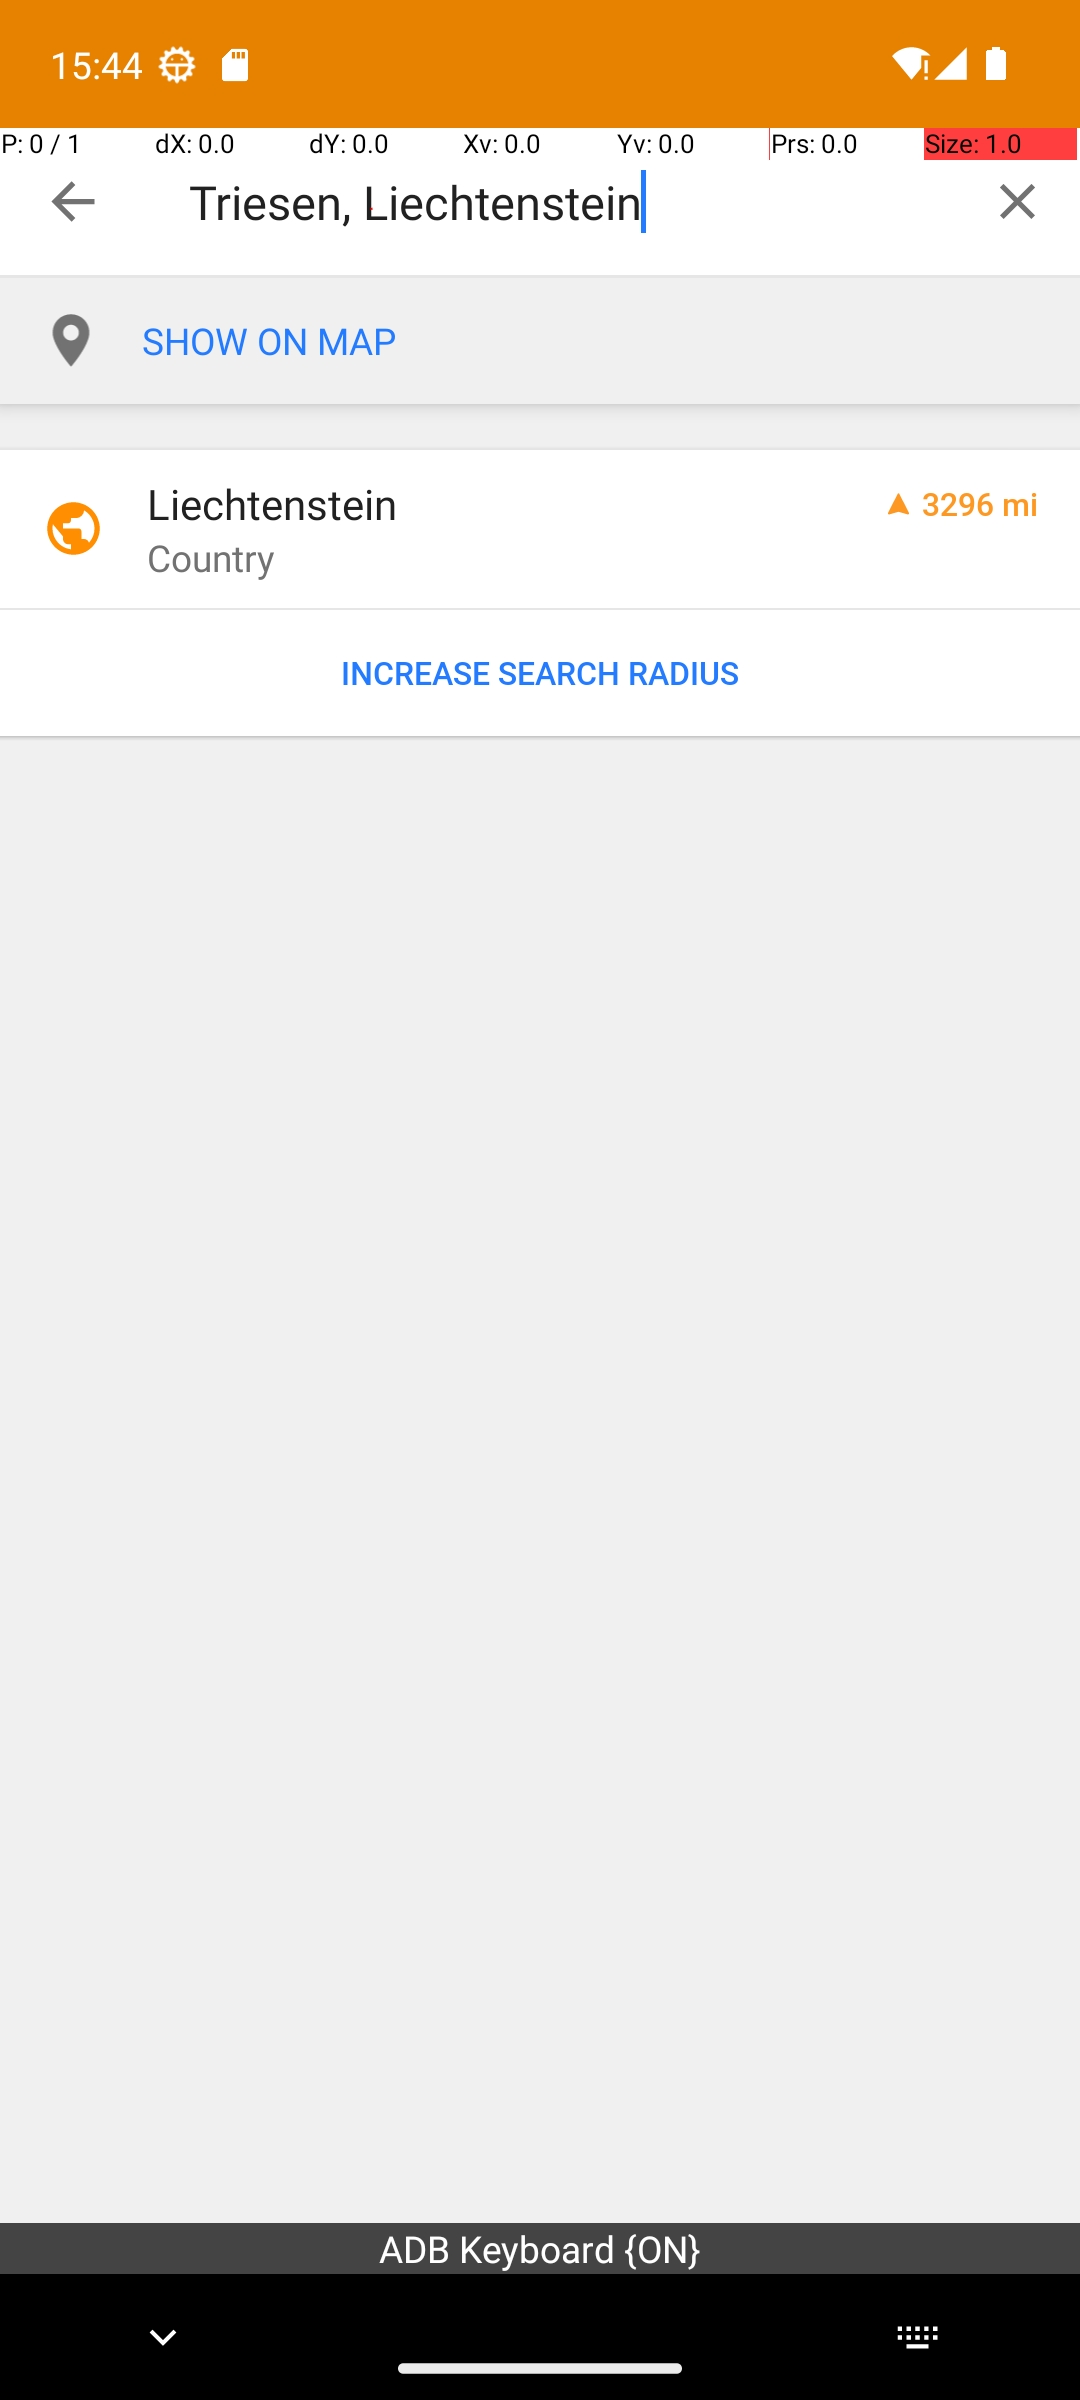 15:44
P: 0 / 1 dX: 0.0 dY: 0.0 Xv: 0.0 Yv: 0.0 Prs: 0.0 Size: 1.0
Triesen, Liechtenstein
SHOW ON MAP
Liechtenstein 3296 mi
Country
INCREASE SEARCH RADIUS
ADB Keyboard {ON}